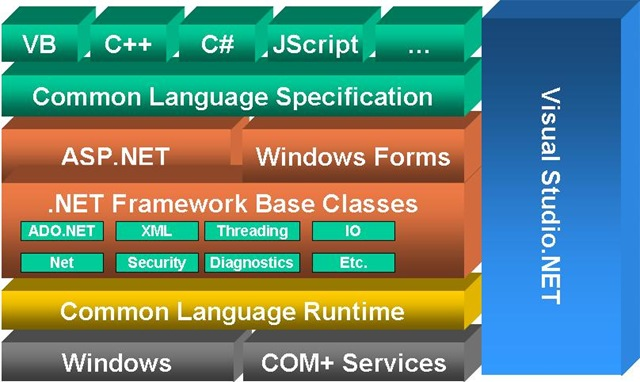 VB C++ C# JScript ...
Common Language Specification
ASP.NET Windows Forms
.NET Framework Base Classes
ADO.NET XML Threading IO
Net Security Diagnostics Etc.
Common Language Runtime
Windows COM+ Services
Visual Studio.NET